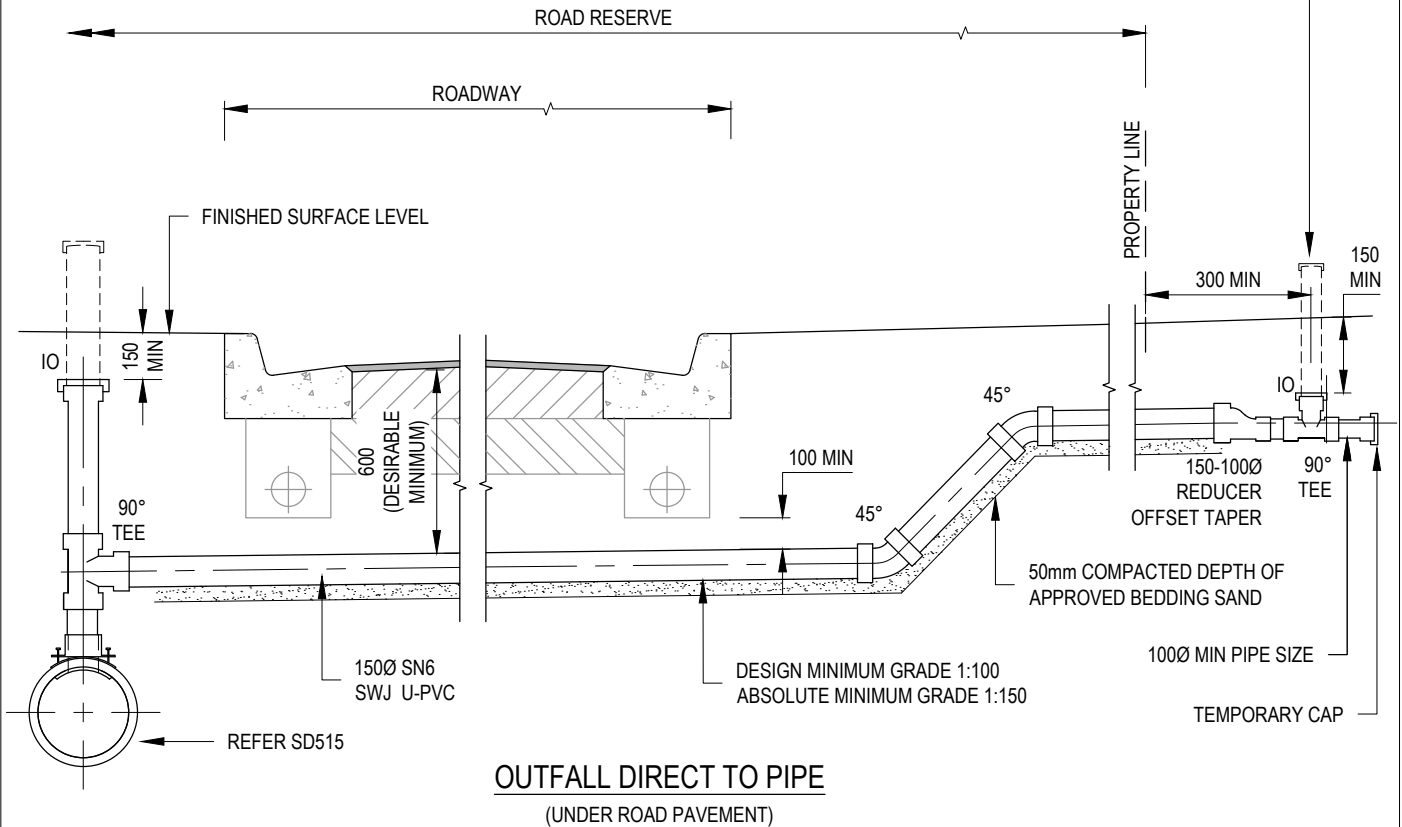 ROAD RESERVE
ROADWAY
PROPERTY LINE
FINISHED SURFACE LEVEL
150
MIN
300 MIN
150
MIN
IO
IO
45°
600
(DESIRABLE
MINIMUM)
100 MIN
150-100Ø
REDUCER
OFFSET TAPER
90°
TEE
90°
TEE
45°
50mm COMPACTED DEPTH OF
APPROVED BEDDING SAND
150Ø SN6
SWJ U-PVC
DESIGN MINIMUM GRADE 1:100
ABSOLUTE MINIMUM GRADE 1:150
100Ø MIN PIPE SIZE
TEMPORARY CAP
REFER SD515
OUTFALL DIRECT TO PIPE
(UNDER ROAD PAVEMENT)